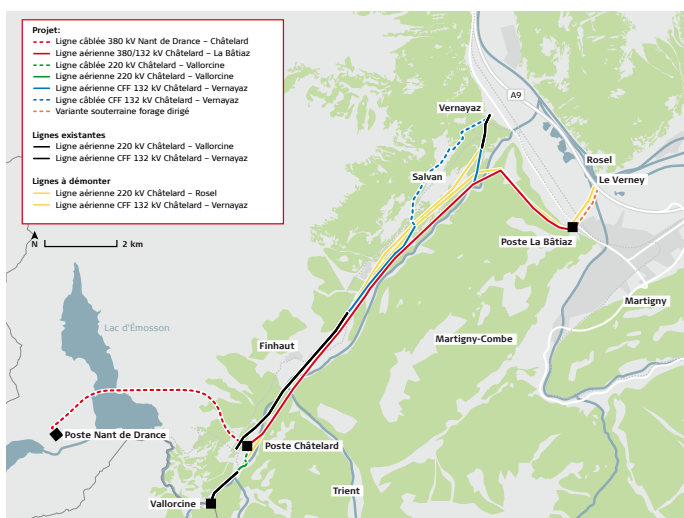 Projet:
Ligne câblée 380 kV Nant de Drance – Châtelard
Ligne aérienne 380/132 kV Châtelard – La Bâtiaz
Ligne câblée 220 kV Châtelard – Vallorcine
Ligne aérienne 220 kV Châtelard – Vallorcine
Ligne aérienne CFF 132 kV Châtelard – Vernayaz
Ligne câblée CFF 132 kV Châtelard – Vernayaz
Variante souterraine forage dirigé
Lignes existantes
Ligne aérienne 220 kV Châtelard – Vallorcine
Ligne aérienne CFF 132 kV Châtelard – Vernayaz
Lignes à démonter
Ligne aérienne 220 kV Châtelard – Rosel
Ligne aérienne CFF 132 kV Châtelard – Vernayaz
N
2 km
A9
Vernayaz
Rosel
Le Verney
Salvan
Poste La Bâtiaz
Martigny
Lac d'Émosson
Finhaut
Martigny-Combe
Poste Nant de Drance
Poste Châtelard
Trient
Vallorcine